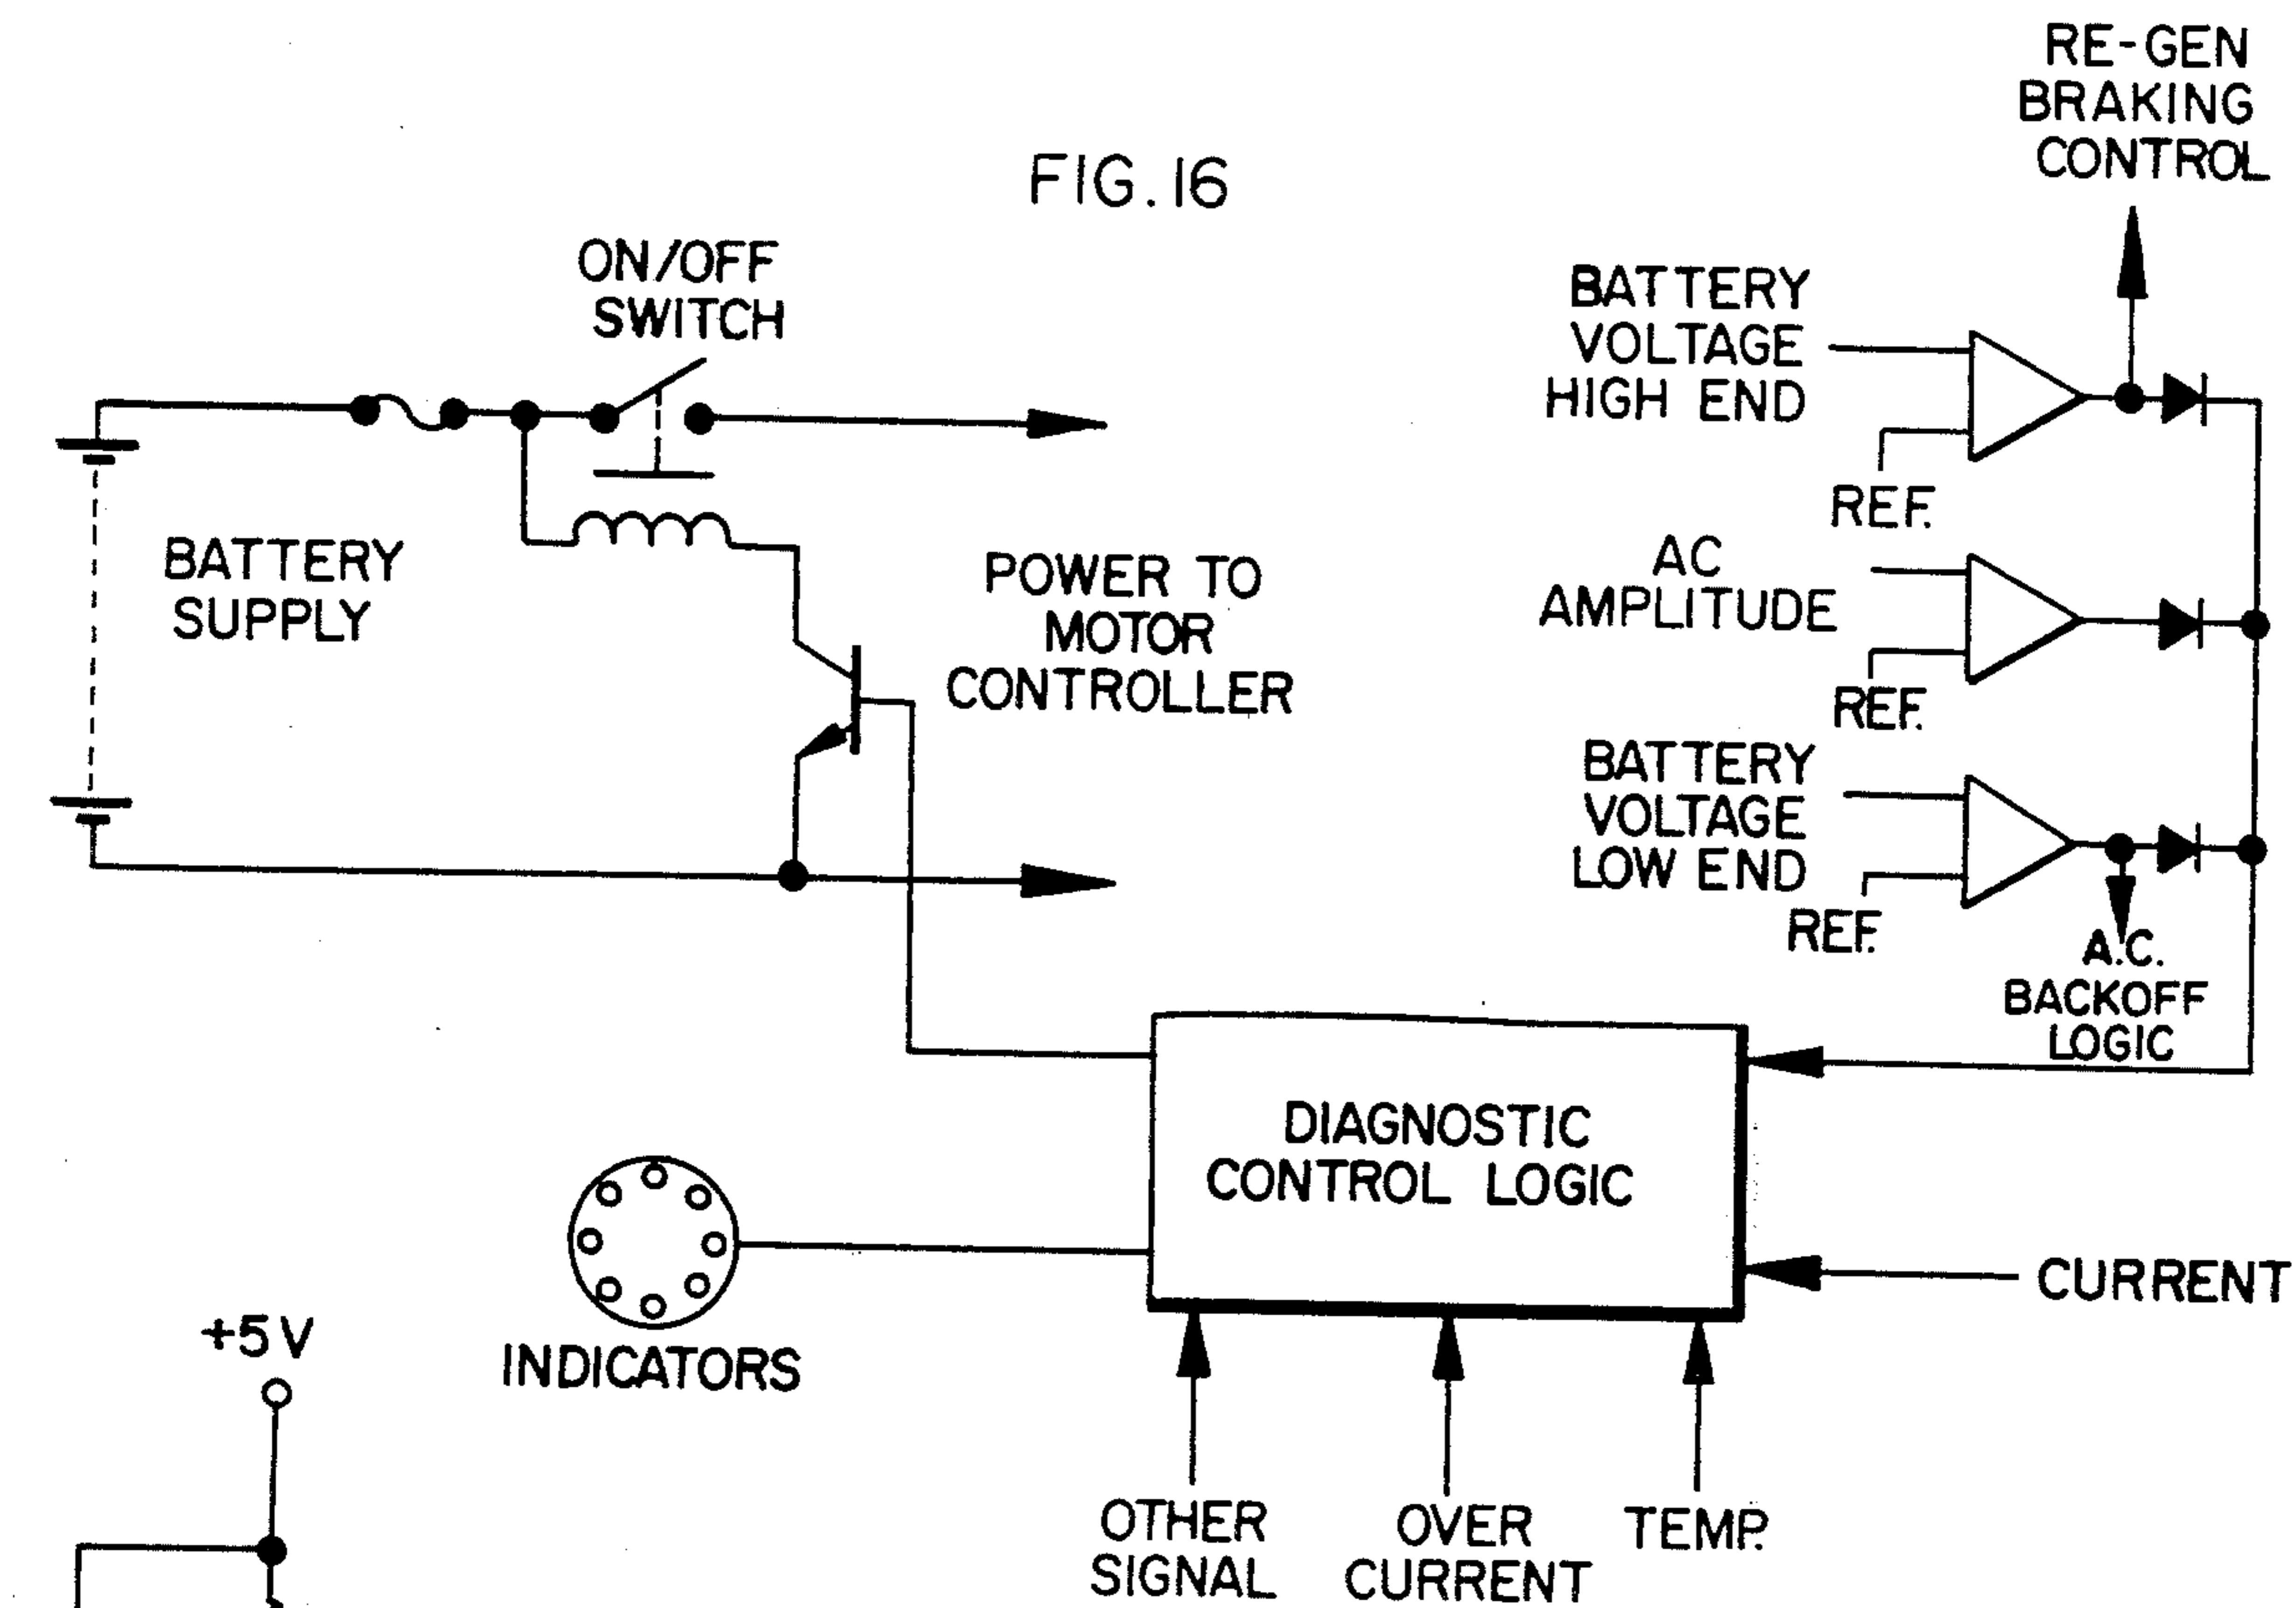 RE-GEN
BRAKING
CONTROL
FIG. 16
ON/OFF
SWITCH
BATTERY
VOLTAGE
HIGH END
REF.
BATTERY
SUPPLY
POWER TO
MOTOR
CONTROLLER
AC
AMPLITUDE
REF.
BATTERY
VOLTAGE
LOW END
REF.
A.C.
BACKOFF
LOGIC
DIAGNOSTIC
CONTROL LOGIC
CURRENT
INDICATORS
+5V
OTHER
SIGNAL
OVER
CURRENT
TEMP.